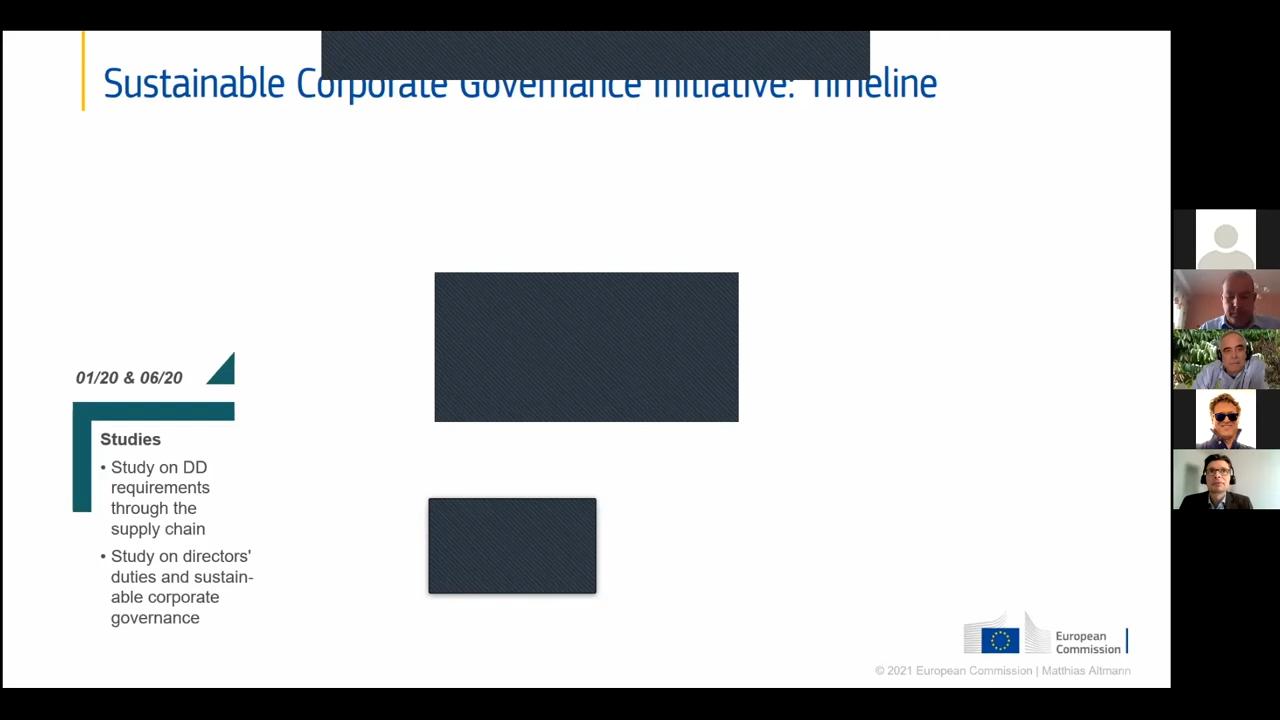 Sustainable Corporate Governance Initiative: Timeline
01/20 & 06/20
Studies
• Study on DD
requirements
through the
supply chain
• Study on directors'
duties and sustain-
able corporate
governance
European
Commission
© 2021 European Commission | Matthias Altmann